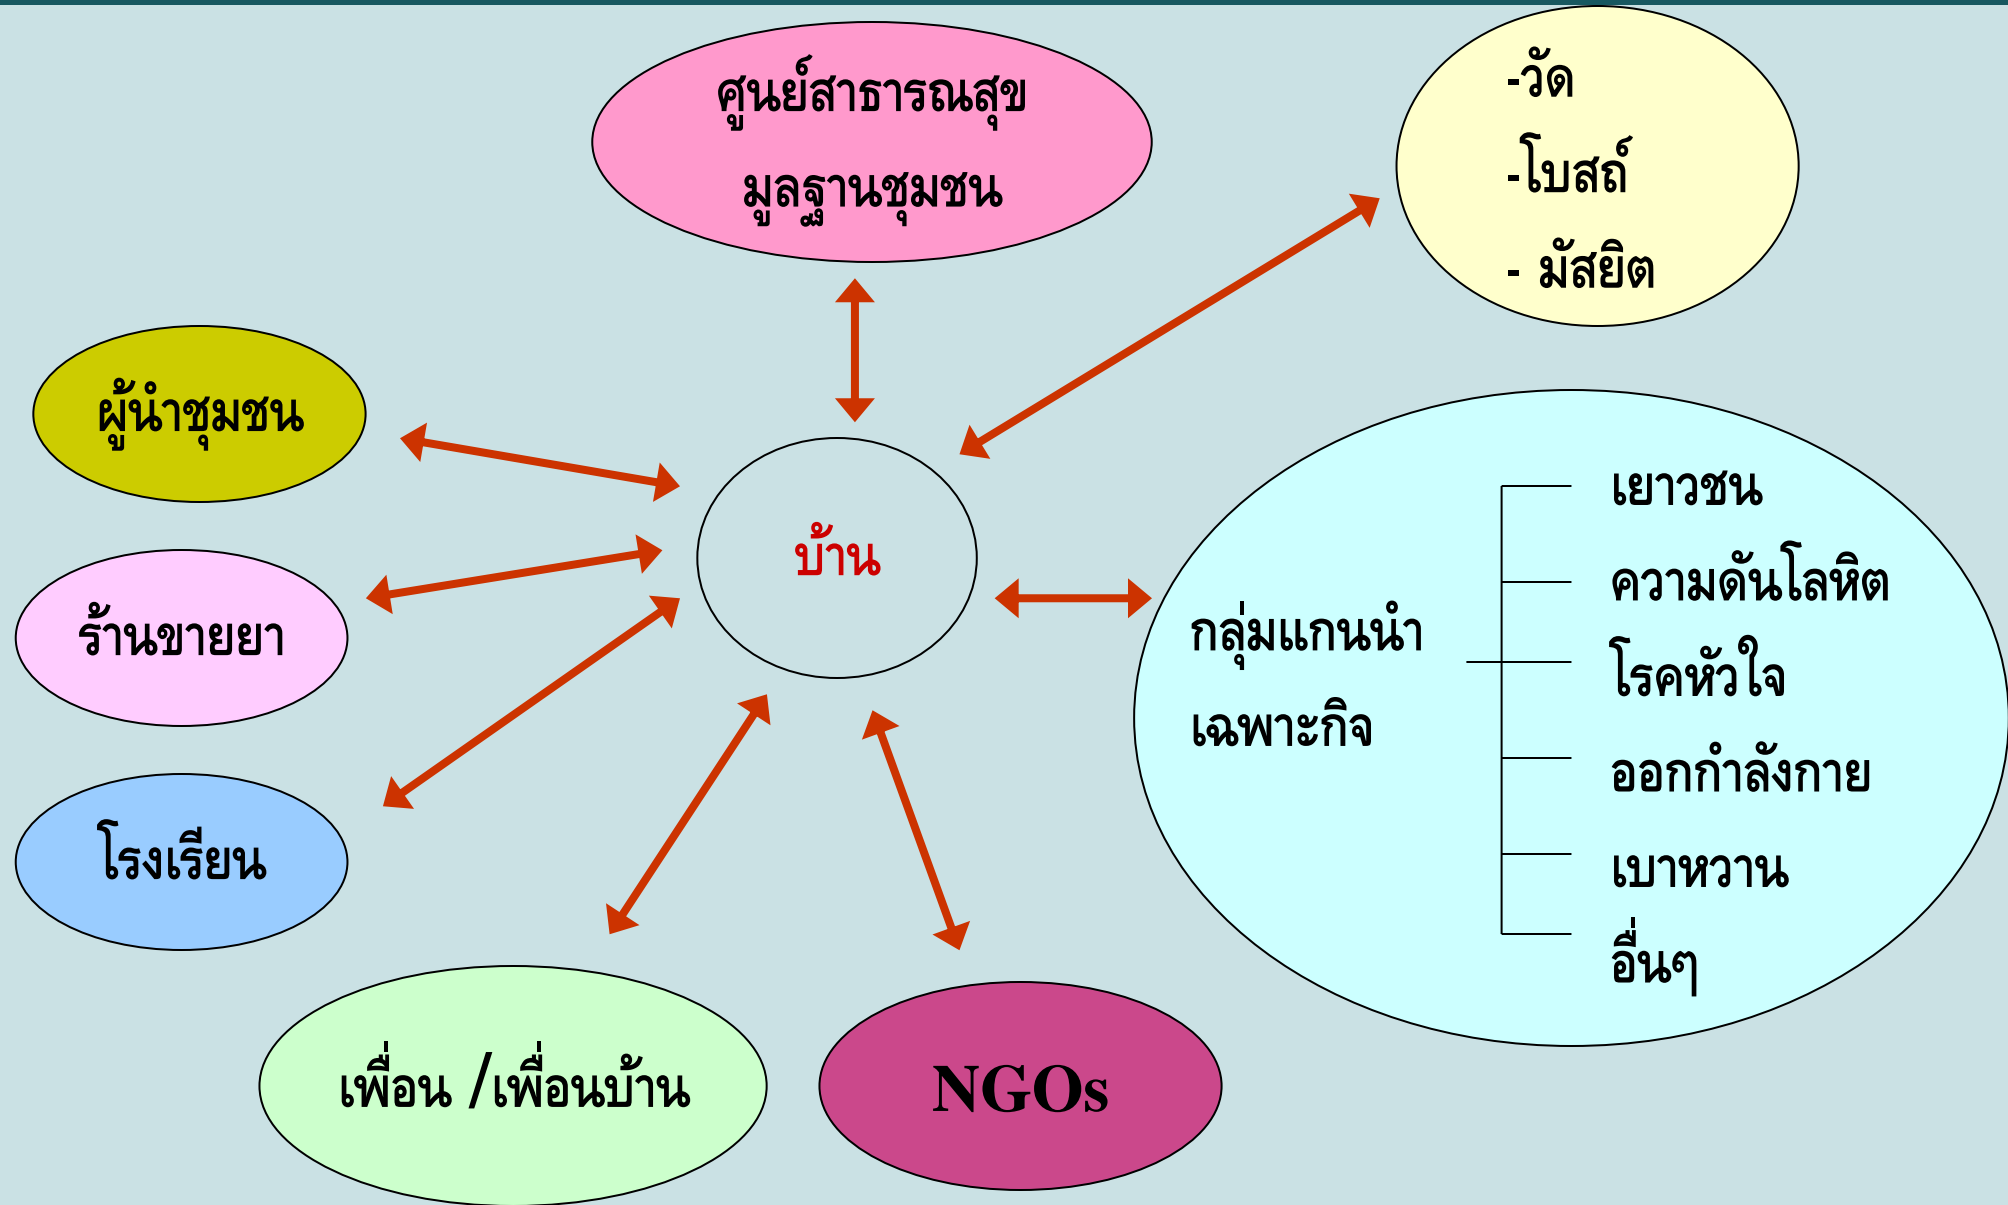 ศูนย์สาธารณสุข
มูลฐานชุมชน
-วัด
-โบสถ์
- มัสยิต
ผู้นำชุมชน
บ้าน
ร้านขายยา
โรงเรียน
กลุ่มแกนนำ
เฉพาะกิจ
เยาวชน
ความดันโลหิต
โรคหัวใจ
ออกกำลังกาย
เบาหวาน
อื่นๆ
เพื่อน /เพื่อนบ้าน
NGOs